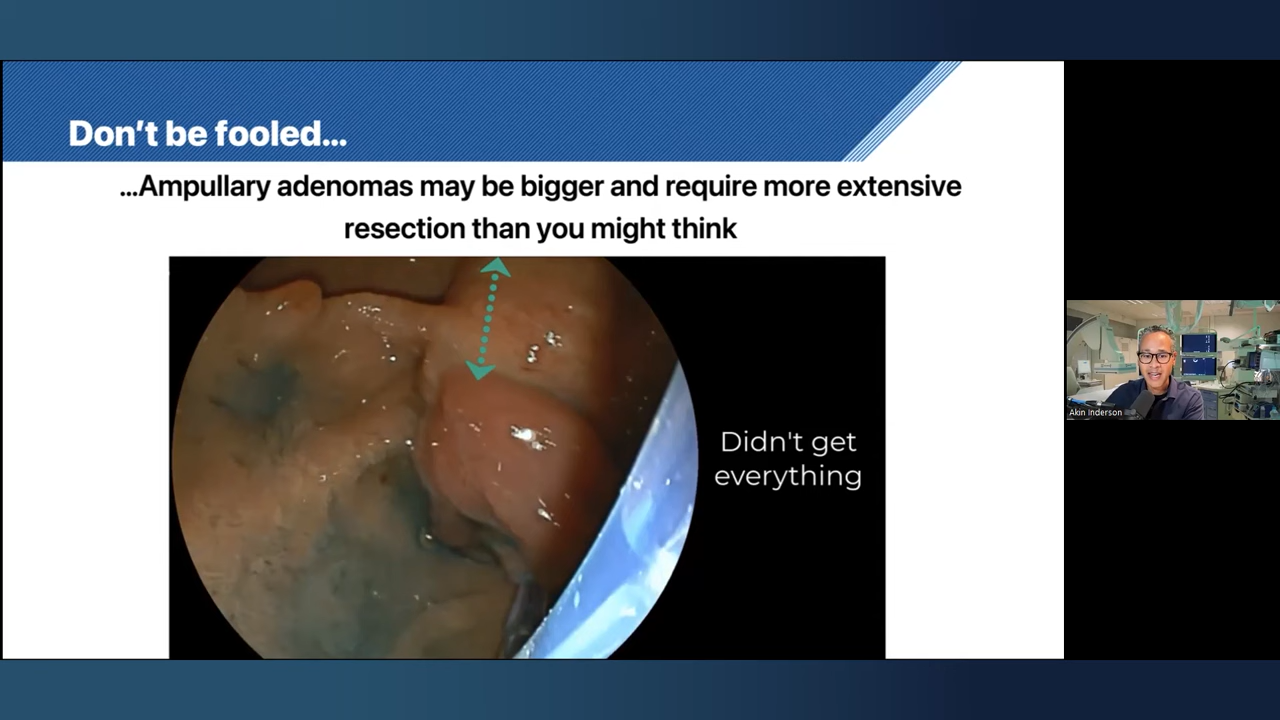 Don't be fooled...
...Ampullary adenomas may be bigger and require more extensive
resection than you might think
Didn't get
everything
Akin Inderson